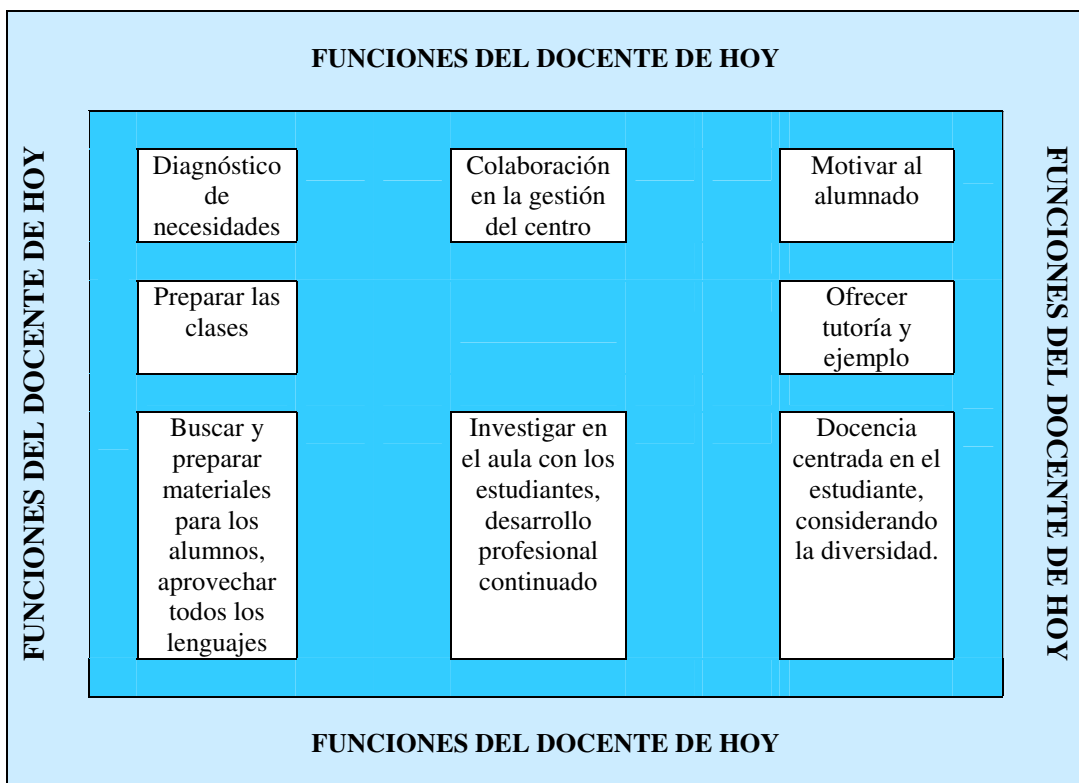 FUNCIONES DEL DOCENTE DE HOY
FUNCIONES DEL DOCENTE DE HOY
Diagnóstico
de
necesidades
Colaboración
en la gestión
del centro
Motivar al
alumnado
Preparar las
clases
Ofrecer
tutoría y
ejemplo
Buscar y
preparar
materiales
para los
alumnos,
aprovechar
todos los
lenguajes
Investigar en
el aula con los
estudiantes,
desarrollo
profesional
continuado
Docencia
centrada en el
estudiante,
considerando
la diversidad.
FUNCIONES DEL DOCENTE DE HOY
FUNCIONES DEL DOCENTE DE HOY